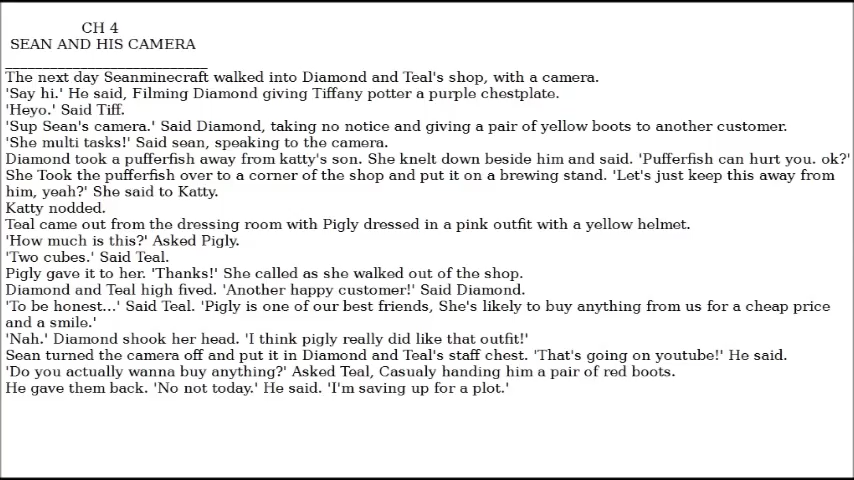 CH 4
SEAN AND HIS CAMERA
___________________________
The next day Seanminecraft walked into Diamond and Teal's shop, with a camera.
'Say hi.' He said, Filming Diamond giving Tiffany potter a purple chestplate.
'Heyo.' Said Tiff.
'Sup Sean's camera.' Said Diamond, taking no notice and giving a pair of yellow boots to another customer.
'She multi tasks!' Said sean, speaking to the camera.
Diamond took a pufferfish away from katty's son. She knelt down beside him and said. 'Pufferfish can hurt you. ok?'
She Took the pufferfish over to a corner of the shop and put it on a brewing stand. 'Let's just keep this away from
him, yeah?' She said to Katty.
Katty nodded.
Teal came out from the dressing room with Pigly dressed in a pink outfit with a yellow helmet.
'How much is this?' Asked Pigly.
'Two cubes.' Said Teal.
Pigly gave it to her. 'Thanks!' She called as she walked out of the shop.
Diamond and Teal high fived. 'Another happy customer!' Said Diamond.
'To be honest...' Said Teal. 'Pigly is one of our best friends, She's likely to buy anything from us for a cheap price
and a smile.'
'Nah.' Diamond shook her head. 'I think pigly really did like that outfit!'
Sean turned the camera off and put it in Diamond and Teal's staff chest. 'That's going on youtube!' He said.
'Do you actually wanna buy anything?' Asked Teal, Casualy handing him a pair of red boots.
He gave them back. 'No not today.' He said. 'I'm saving up for a plot.'